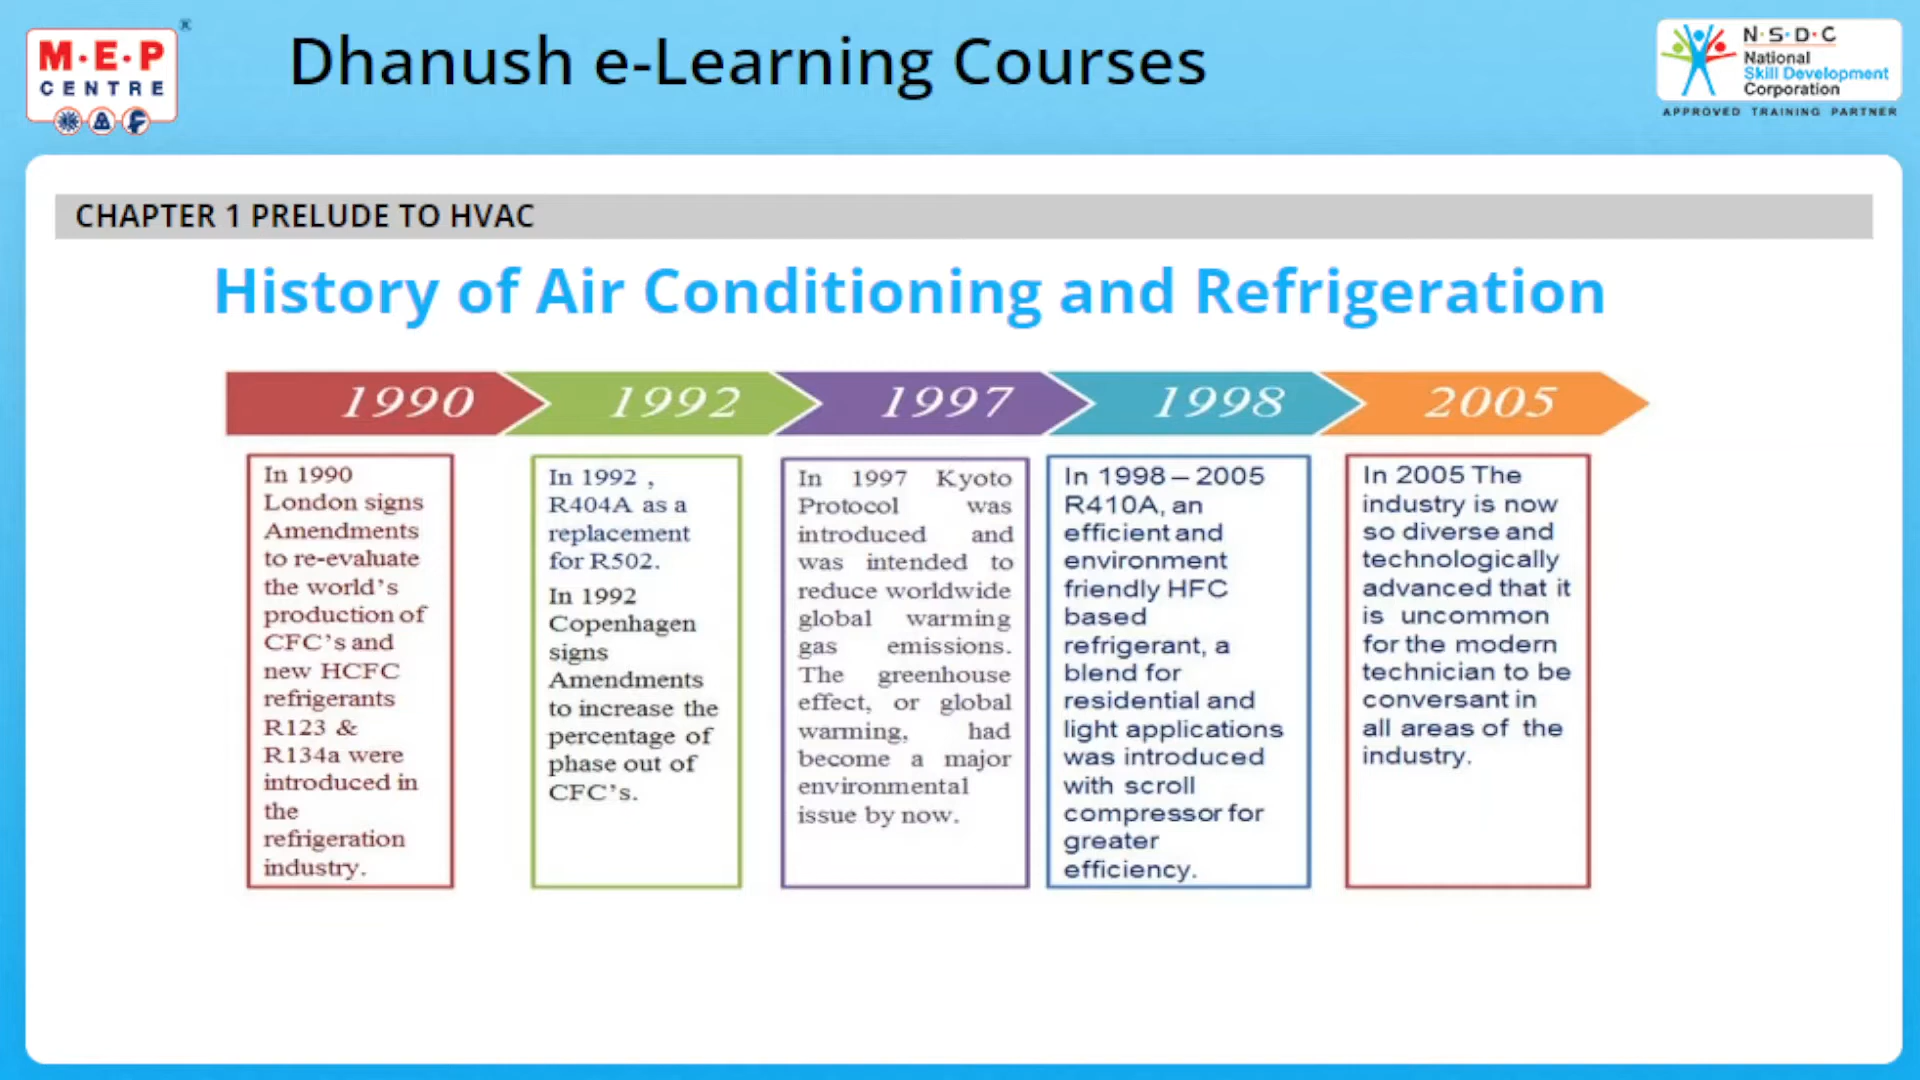 M·E·P
CENTRE
®
Dhanush e-Learning Courses
N·S·D·C
National
Skill Development
Corporation
APPROVED TRAINING PARTNER
CHAPTER 1 PRELUDE TO HVAC
History of Air Conditioning and Refrigeration
1990
1992
1997
1998
2005
In 1990
London signs
Amendments
to re-evaluate
the world's
production of
CFC's and
new HCFC
refrigerants
R123 &
R134a were
introduced in
the
refrigeration
industry.
In 1992 ,
R404A as a
replacement
for R502.
In 1992
Copenhagen
signs
Amendments
to increase the
percentage of
phase out of
CFC's.
In 1997 Kyoto
Protocol was
introduced and
was intended to
reduce worldwide
global warming
gas emissions.
The greenhouse
effect, or global
warming, had
become a major
environmental
issue by now.
In 1998 – 2005
R410A, an
efficient and
environment
friendly HFC
based
refrigerant, a
blend for
residential and
light applications
was introduced
with scroll
compressor for
greater
efficiency.
In 2005 The
industry is now
so diverse and
technologically
advanced that it
is uncommon
for the modern
technician to be
conversant in
all areas of the
industry.